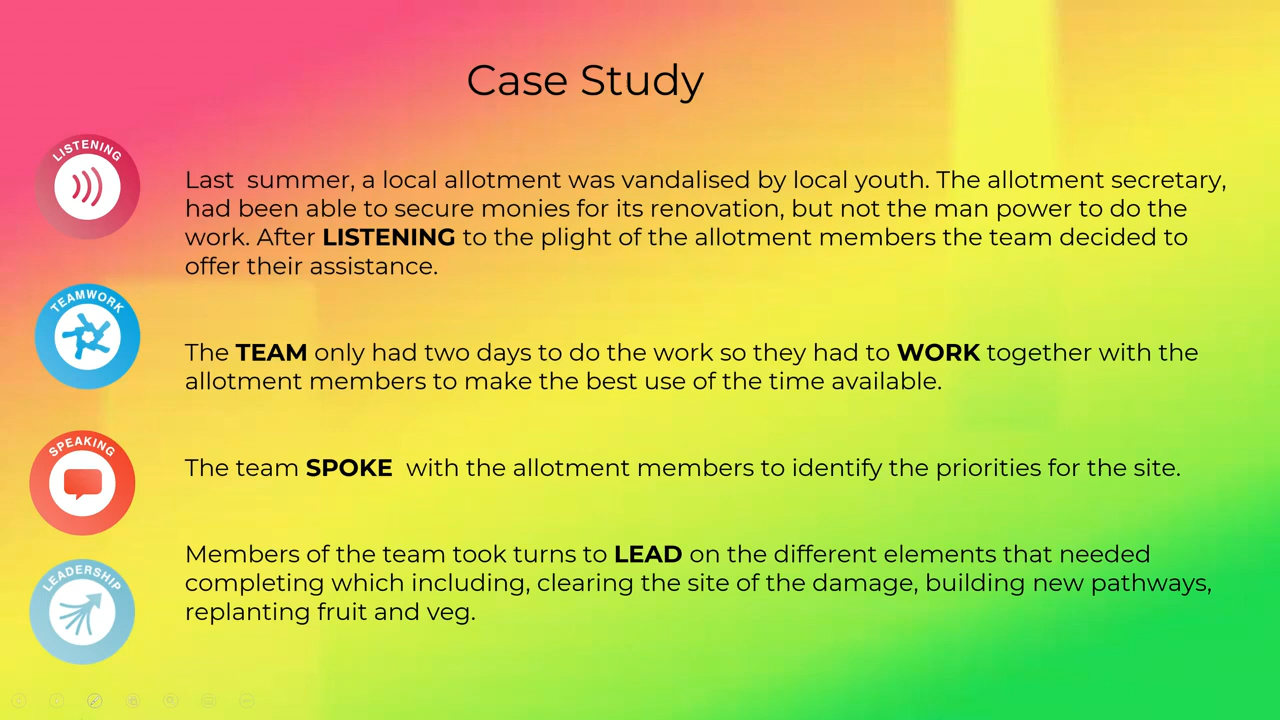 Case Study
LISTENING
Last  summer, a local allotment was vandalised by local youth. The allotment secretary,
had been able to secure monies for its renovation, but not the man power to do the
work. After LISTENING to the plight of the allotment members the team decided to
offer their assistance.
TEAMWORK
The TEAM only had two days to do the work so they had to WORK together with the
allotment members to make the best use of the time available.
SPEAKING
The team SPOKE  with the allotment members to identify the priorities for the site.
LEADERSHIP
Members of the team took turns to LEAD on the different elements that needed
completing which including, clearing the site of the damage, building new pathways,
replanting fruit and veg.